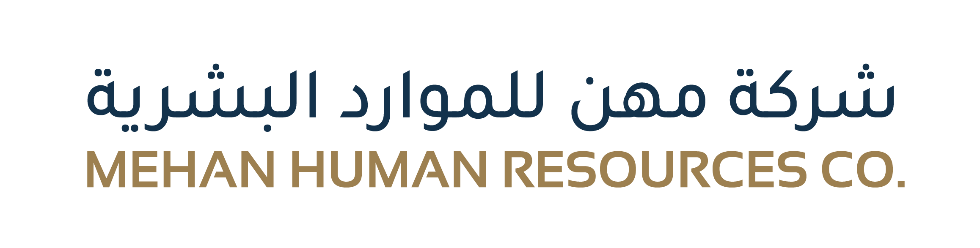 شركة مهن للموارد البشرية
MEHAN HUMAN RESOURCES CO.